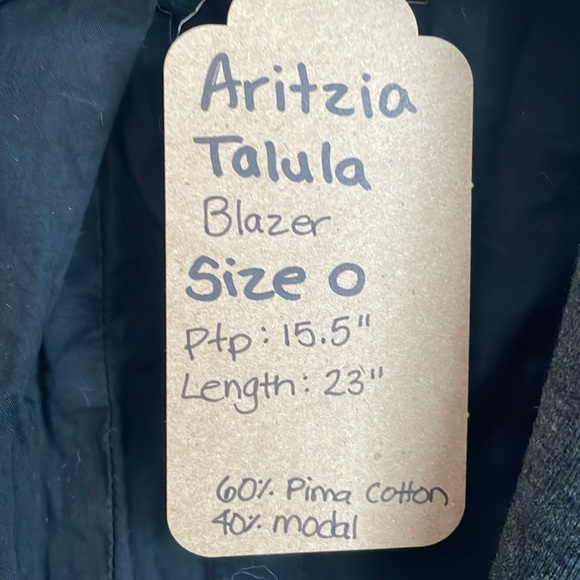 Aritzia
Talula
Blazer
Size 0
Ptp: 15.5"
Length: 23"
60% Pima Cotton
40% modal